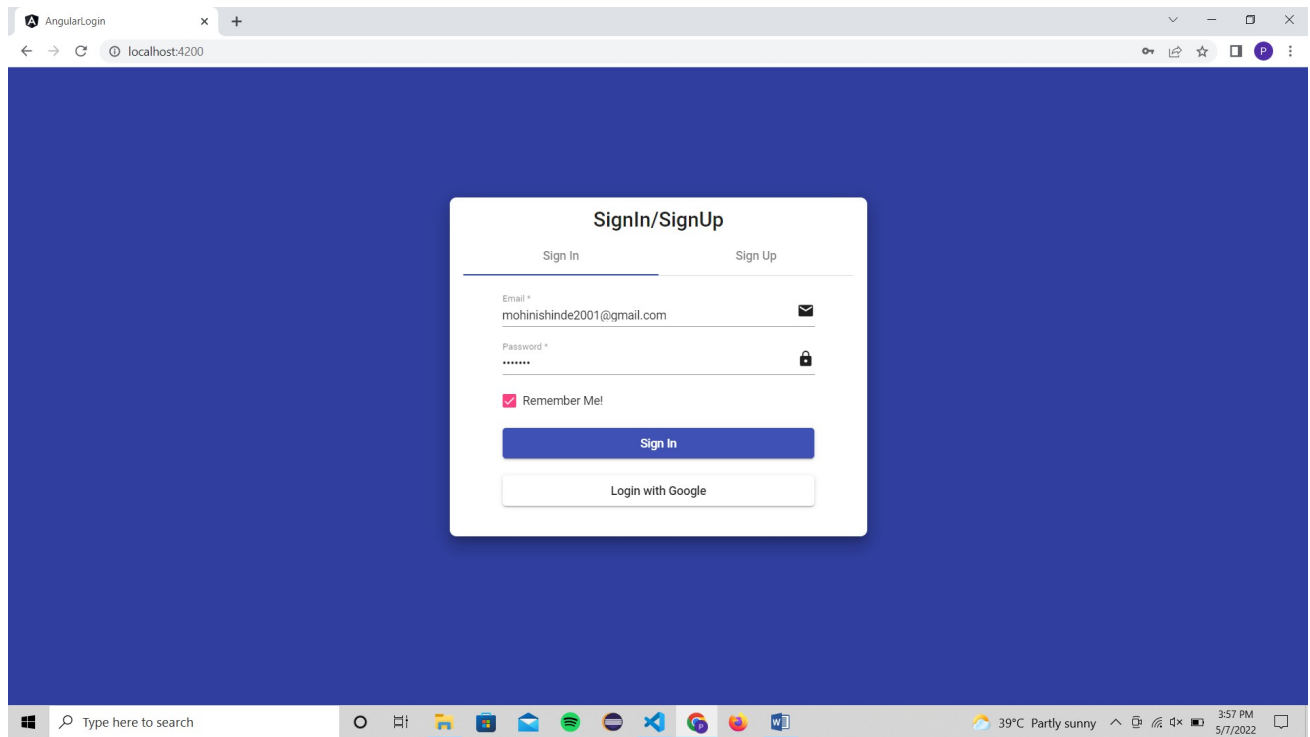 AngularLogin
localhost:4200
P
SignIn/SignUp
Sign In Sign Up
Email *
mohinishinde2001@gmail.com
Password *
•••••••
Remember Me!
Sign In
Login with Google
Type here to search
39°C Partly sunny
3:57 PM
5/7/2022